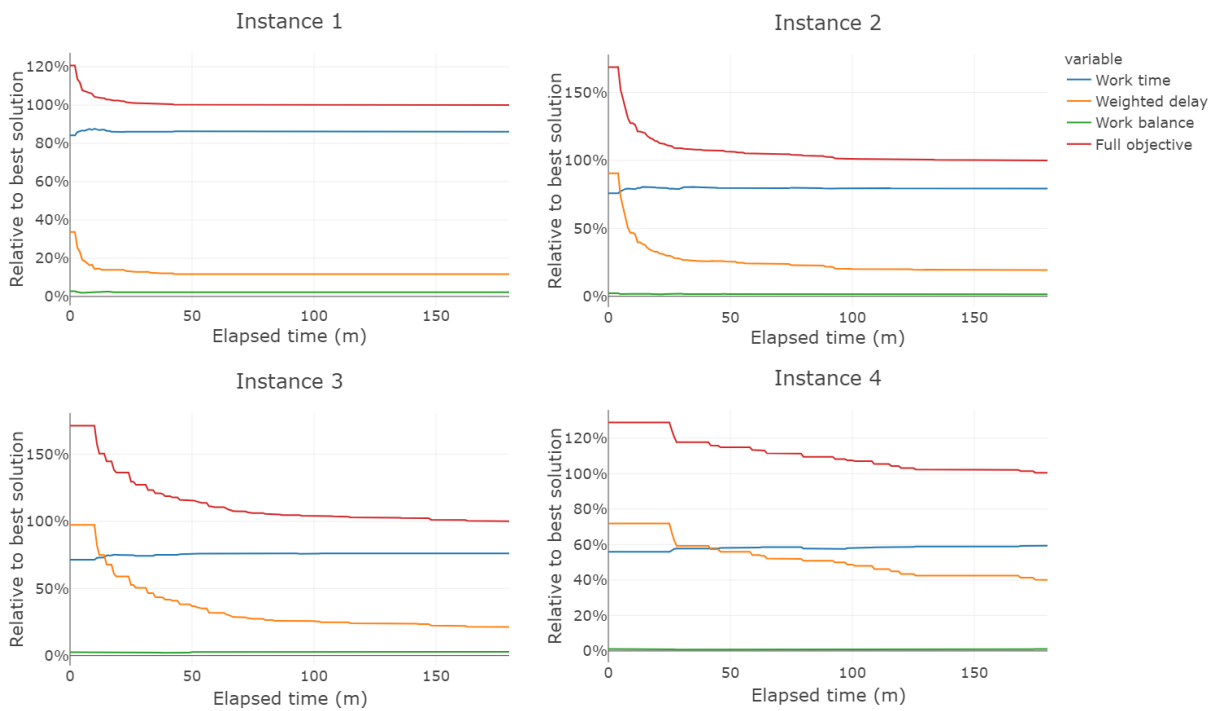 Instance 1
Relative to best solution
120%
100%
80%
60%
40%
20%
0%
0
50
100
150
Elapsed time (m)
Instance 2
Relative to best solution
150%
100%
50%
0%
0
50
100
150
Elapsed time (m)
variable
Work time
Weighted delay
Work balance
Full objective
Instance 3
Relative to best solution
150%
100%
50%
0%
0
50
100
150
Elapsed time (m)
Instance 4
Relative to best solution
120%
100%
80%
60%
40%
20%
0%
0
50
100
150
Elapsed time (m)